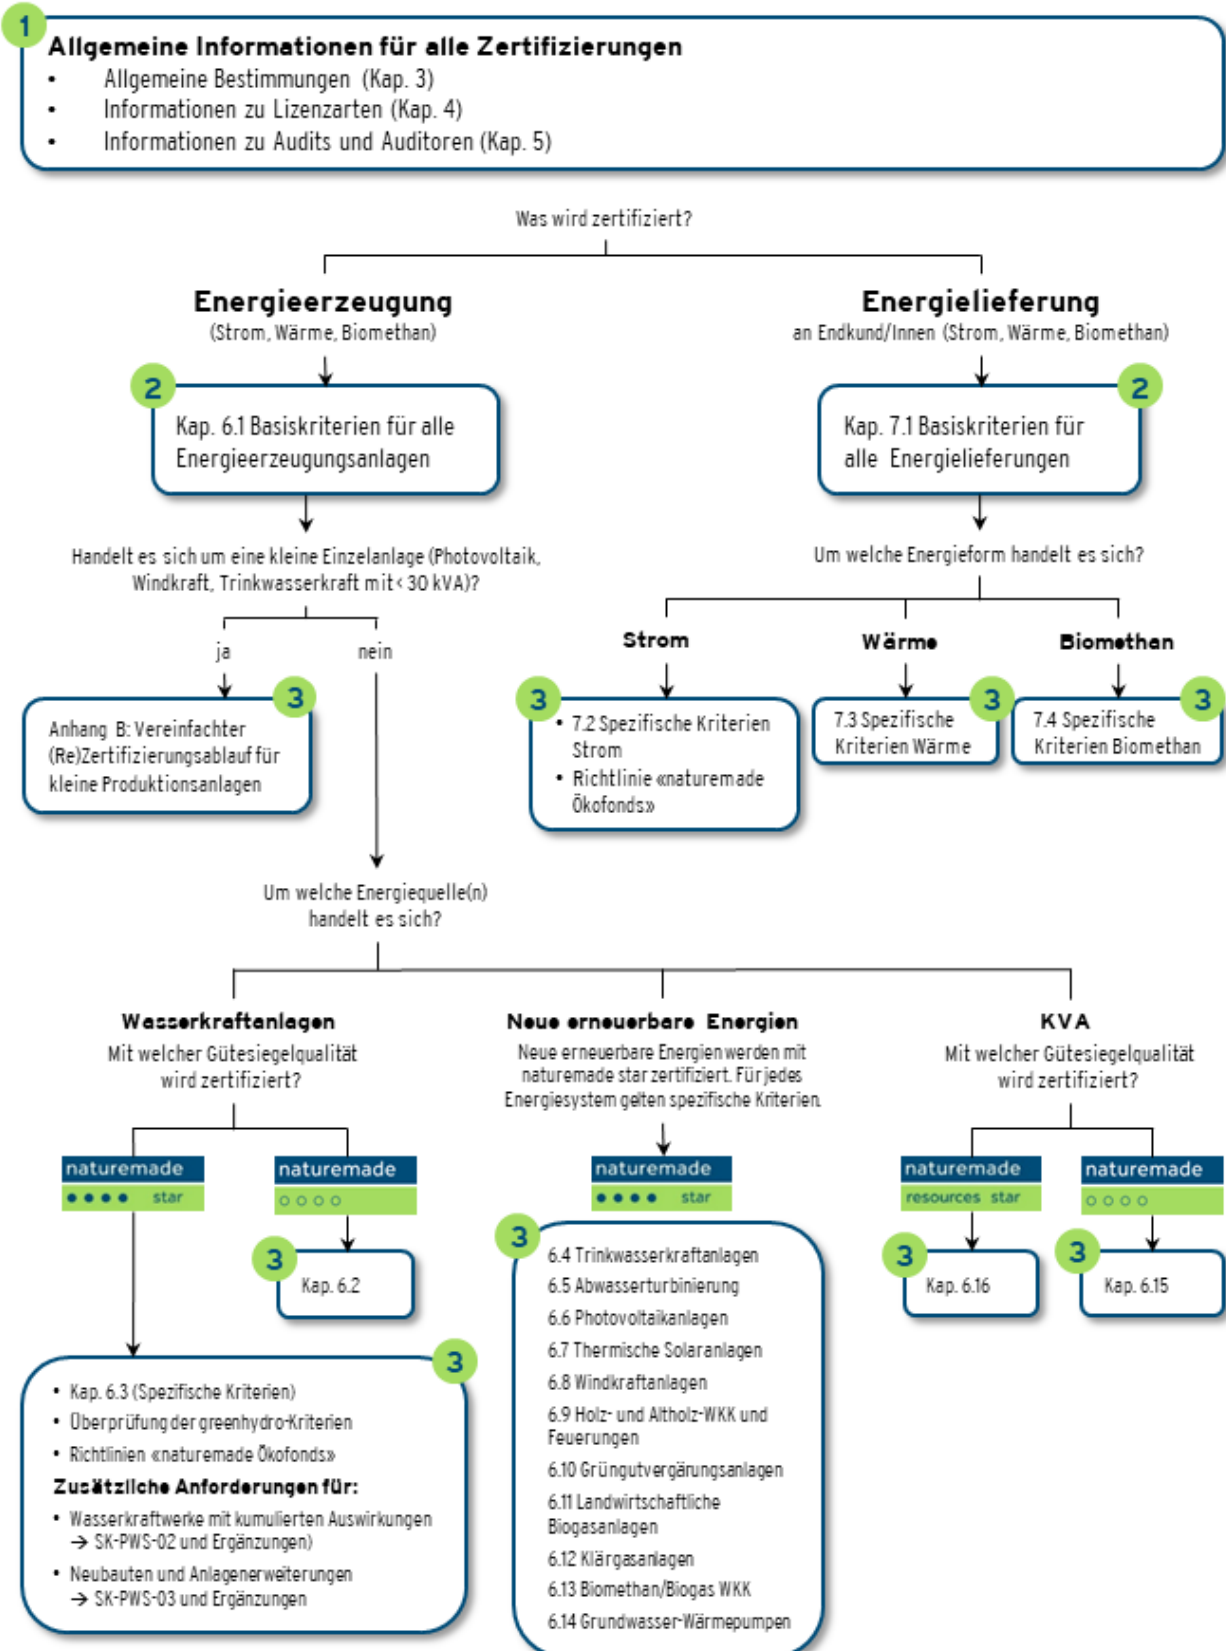 1
Allgemeine Informationen für alle Zertifizierungen
• Allgemeine Bestimmungen (Kap. 3)
• Informationen zu Lizenzarten (Kap. 4)
• Informationen zu Audits und Auditoren (Kap. 5)
Was wird zertifiziert?
Energieerzeugung
(Strom, Wärme, Biomethan)
2
Kap. 6.1 Basiskriterien für alle
Energieerzeugungsanlagen
Handelt es sich um eine kleine Einzelanlage (Photovoltaik,
Windkraft, Trinkwasserkraft mit < 30 kVA)?
ja
nein
3
Anhang B: Vereinfachter
(Re)Zertifizierungsablauf für
kleine Produktionsanlagen
Energielieferung
an Endkund/Innen (Strom, Wärme, Biomethan)
2
Kap. 7.1 Basiskriterien für
alle Energielieferungen
Um welche Energieform handelt es sich?
Strom
3
• 7.2 Spezifische Kriterien
Strom
• Richtlinie «naturemade
Ökofonds»
Wärme
3
7.3 Spezifische
Kriterien Wärme
Biomethan
3
7.4 Spezifische
Kriterien Biomethan
Um welche Energiequelle(n)
handelt es sich?
Wasserkraftanlagen
Mit welcher Gütesiegelqualität
wird zertifiziert?
naturemade
star
naturemade
3
Kap. 6.2
3
• Kap. 6.3 (Spezifische Kriterien)
• Überprüfung der greenhydro-Kriterien
• Richtlinien «naturemade Ökofonds»
Zusätzliche Anforderungen für:
• Wasserkraftwerke mit kumulierten Auswirkungen
→ SK-PWS-02 und Ergänzungen)
• Neubauten und Anlagenerweiterungen
→ SK-PWS-03 und Ergänzungen
Neue erneuerbare Energien
Neue erneuerbare Energien werden mit
naturemade star zertifiziert. Für jedes
Energiesystem gelten spezifische Kriterien.
naturemade
star
3
6.4 Trinkwasserkraftanlagen
6.5 Abwasserturbinierung
6.6 Photovoltaikanlagen
6.7 Thermische Solaranlagen
6.8 Windkraftanlagen
6.9 Holz- und Altholz-WKK und
Feuerungen
6.10 Grüngutvergärungsanlagen
6.11 Landwirtschaftliche
Biogasanlagen
6.12 Klärgasanlagen
6.13 Biomethan/Biogas WKK
6.14 Grundwasser-Wärmepumpen
KVA
Mit welcher Gütesiegelqualität
wird zertifiziert?
naturemade
resources star
3
Kap. 6.16
naturemade
3
Kap. 6.15